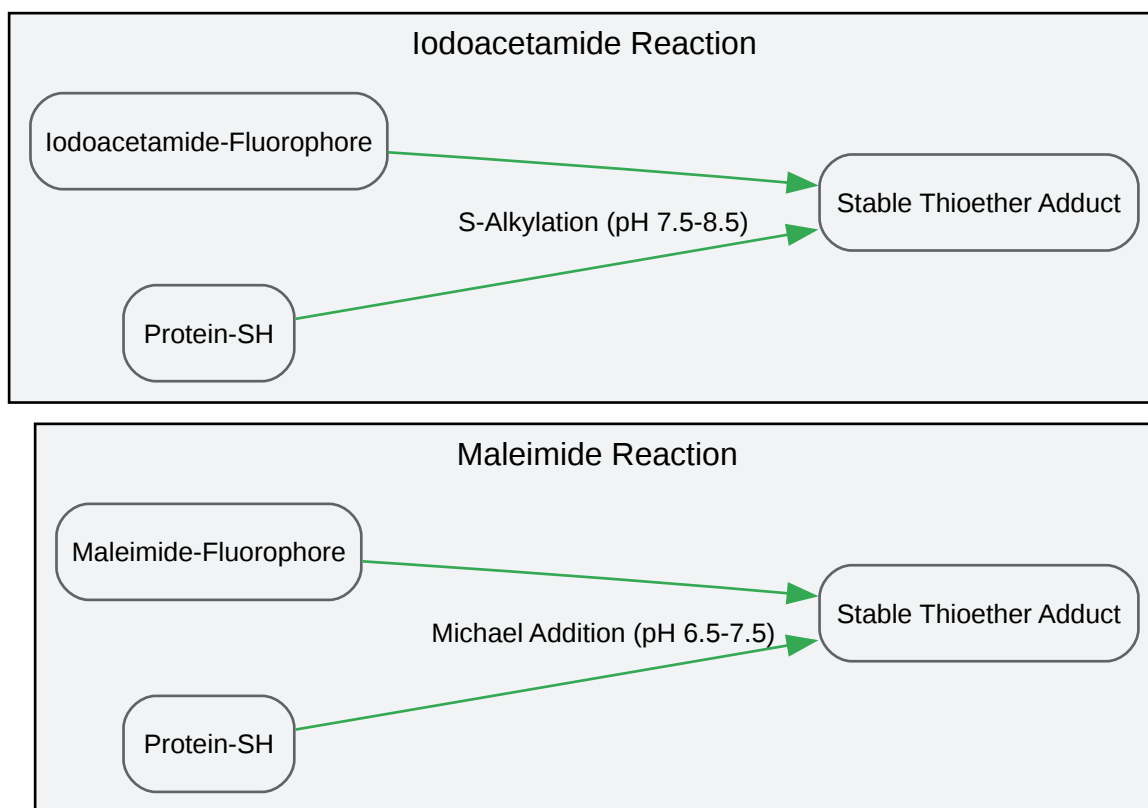 Iodoacetamide Reaction
Iodoacetamide-Fluorophore
Stable Thioether Adduct
S-Alkylation (pH 7.5-8.5)
Protein-SH
Maleimide Reaction
Maleimide-Fluorophore
Stable Thioether Adduct
Michael Addition (pH 6.5-7.5)
Protein-SH